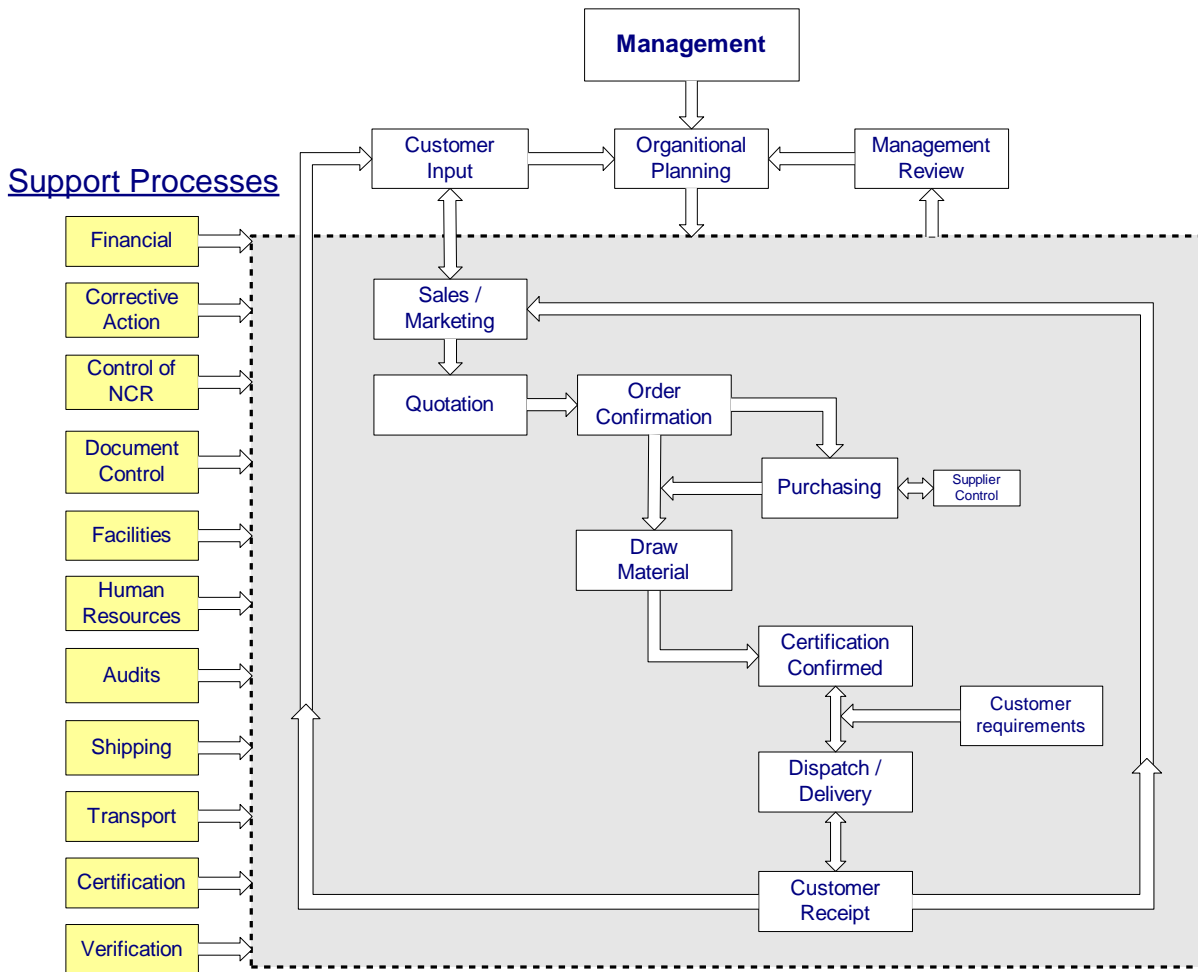 Management
Customer
Input
Organitional
Planning
Management
Review
Support Processes
Financial
Corrective
Action
Control of
NCR
Document
Control
Facilities
Human
Resources
Audits
Shipping
Transport
Certification
Verification
Sales /
Marketing
Quotation
Order
Confirmation
Purchasing
Supplier
Control
Draw
Material
Certification
Confirmed
Customer
requirements
Dispatch /
Delivery
Customer
Receipt